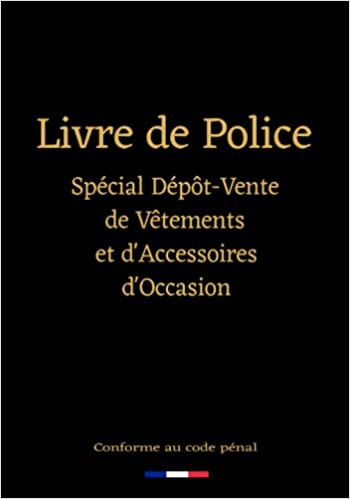 Livre de Police
Spécial Dépôt-Vente
de Vêtements
et d'Accessoires
d'Occasion
Conforme au code pénal